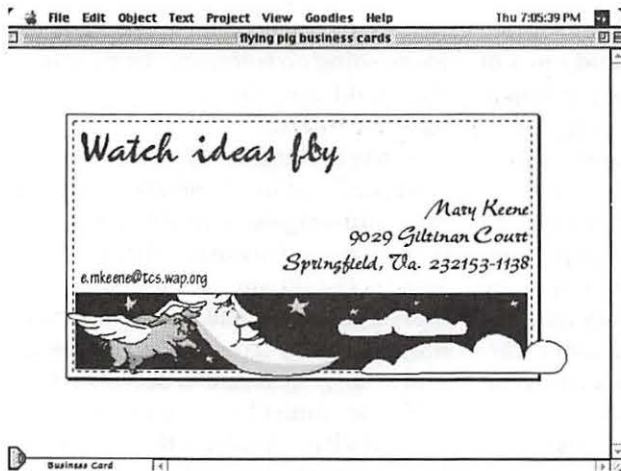 File Edit Object Text Project View Goodies Help Thu 7:05:39 PM
flying pig business cards
Watch ideas fly
Mary Keene
9029 Giltinan Court
Springfield, Va. 232153-1138
e.mkeene@tcs.wap.org
Business Card